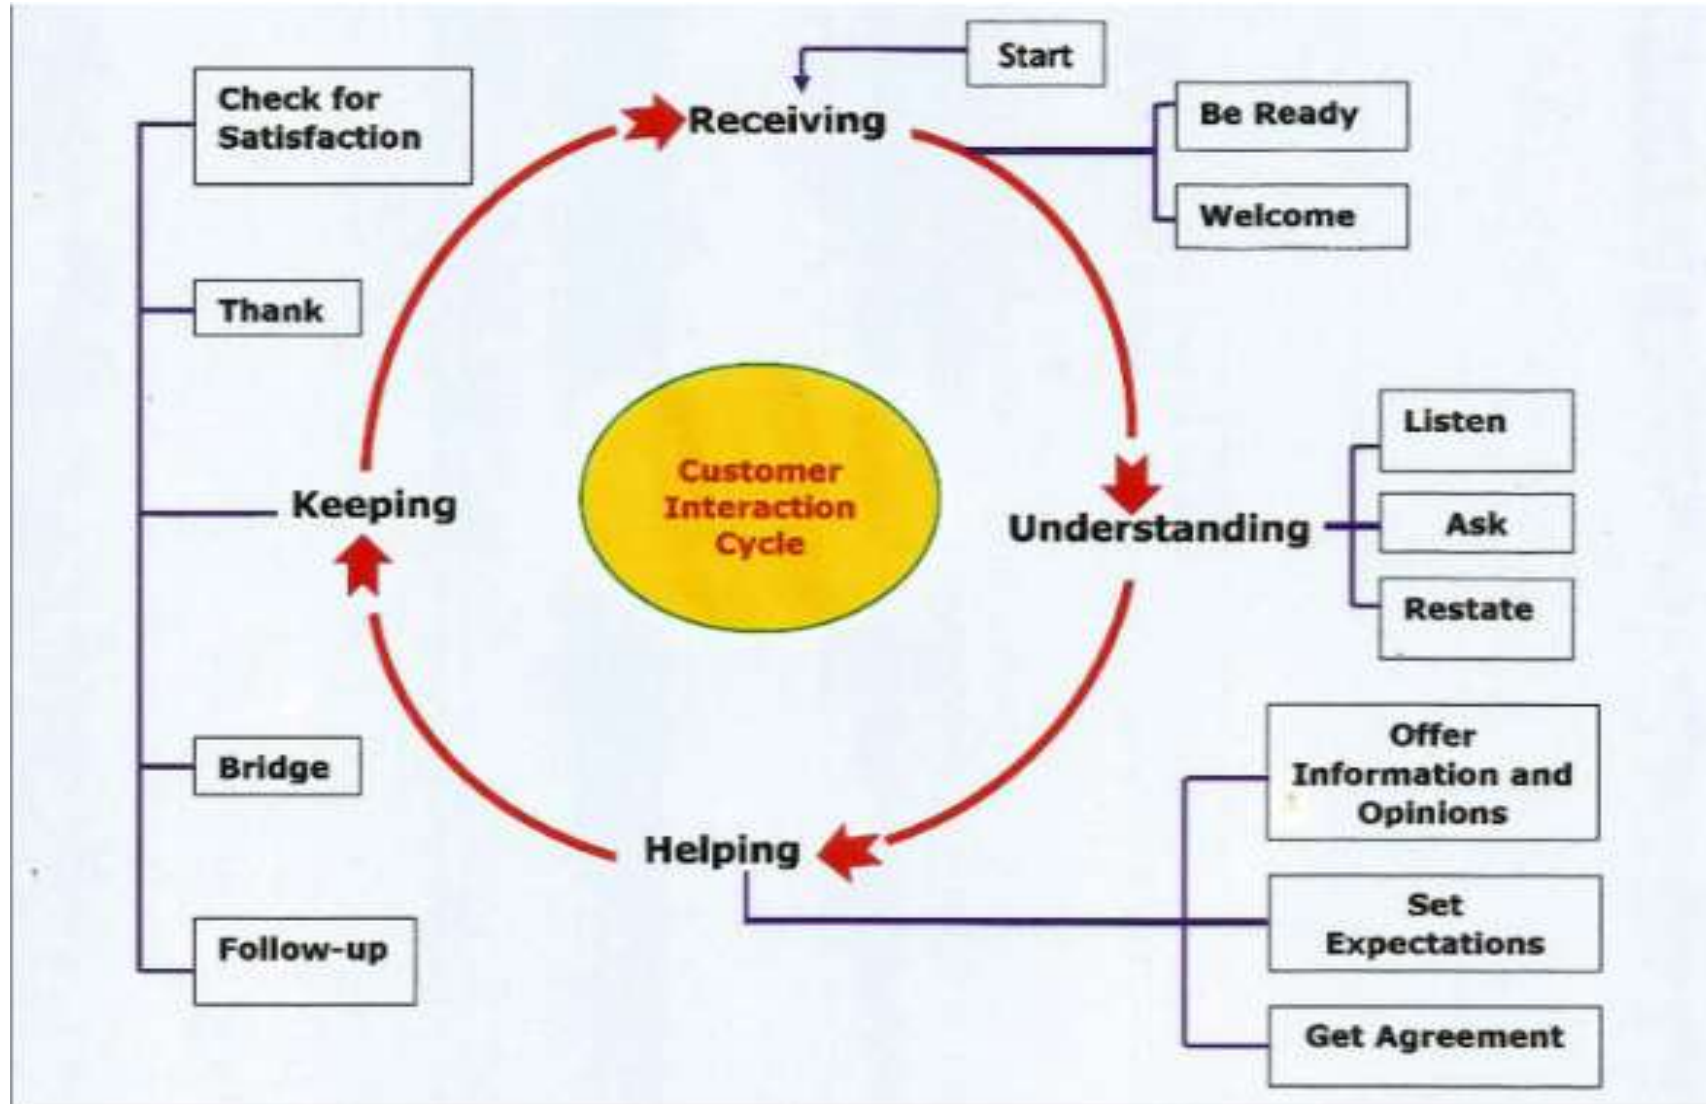 Start
Receiving
Be Ready
Welcome
Check for
Satisfaction
Thank
Customer
Interaction
Cycle
Keeping
Understanding
Listen
Ask
Restate
Bridge
Helping
Offer
Information and
Opinions
Set
Expectations
Follow-up
Get Agreement